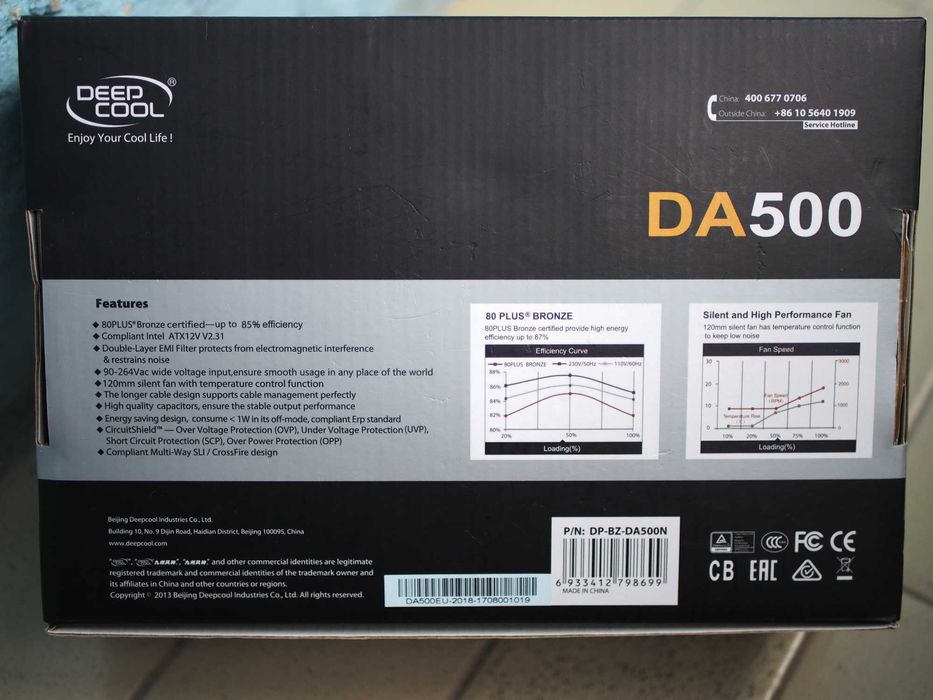 DEEP
COOL®
Enjoy Your Cool Life !
China: 400 677 0706
Outside China: +86 10 5640 1909
Service Hotline
DA500
Features
◆ 80PLUS® Bronze certified—up to 85% efficiency
◆ Compliant Intel ATX12V V2.31
◆ Double-Layer EMI Filter protects from electromagnetic interference
& restrains noise
◆ 90-264Vac wide voltage input,ensure smooth usage in any place of the world
◆ 120mm silent fan with temperature control function
◆ The longer cable design supports cable management perfectly
◆ High quality capacitors, ensure the stable output performance
◆ Energy saving design, consume < 1W in its off-mode, compliant Erp standard
◆ CircuitShield™ — Over Voltage Protection (OVP), Under Voltage Protection (UVP),
Short Circuit Protection (SCP), Over Power Protection (OPP)
◆ Compliant Multi-Way SLI / CrossFire design
80 PLUS® BRONZE
80PLUS Bronze certified provide high energy
efficiency up to 87%
Efficiency Curve
80PLUS BRONZE 230V/50Hz 110V/60Hz
88%
86%
84%
82%
80%
20% 50% 100%
Loading(%)
Silent and High Performance Fan
120mm silent fan has temperature control function
to keep low noise
Fan Speed
30 3000
20 2000
Fan Speed
(RPM)
10 1000
Temperature Rise
(°C)
10% 20% 50% 75% 100%
Loading(%)
Beijing Deepcool Industries Co., Ltd.
Building 10, No. 9 Dijin Road, Haidian District, Beijing 100095, China
www.deepcool.com
and other commercial identities are legitimate
registered trademark and commercial identities of the trademark owner and
its affiliates in China and other countries or regions.
Copyright © 2013 Beijing Deepcool Industries Co., Ltd. All rights reserved.
DA500EU-2018-1708001019
P/N: DP-BZ-DA500N
6 933412 798699
MADE IN CHINA
CCC FC CE
CB EAC